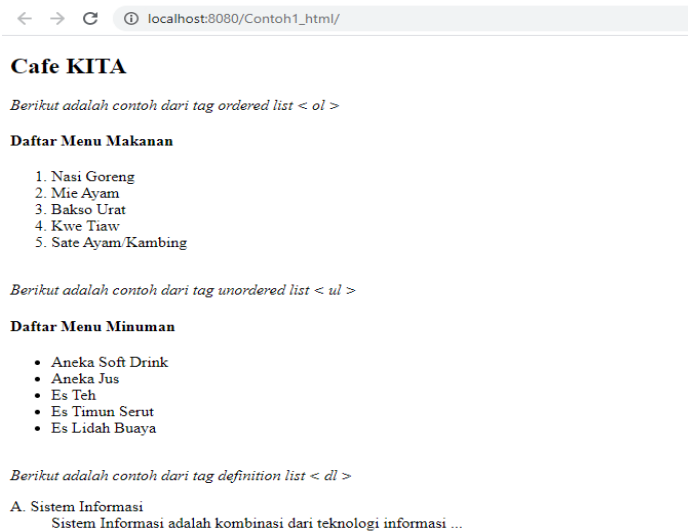 localhost:8080/Contoh1_html/
Cafe KITA
Berikut adalah contoh dari tag ordered list < ol >
Daftar Menu Makanan
1. Nasi Goreng
2. Mie Ayam
3. Bakso Urat
4. Kwe Tiaw
5. Sate Ayam/Kambing
Berikut adalah contoh dari tag unordered list < ul >
Daftar Menu Minuman
• Aneka Soft Drink
• Aneka Jus
• Es Teh
• Es Timun Serut
• Es Lidah Buaya
Berikut adalah contoh dari tag definition list < dl >
A. Sistem Informasi
Sistem Informasi adalah kombinasi dari teknologi informasi ...